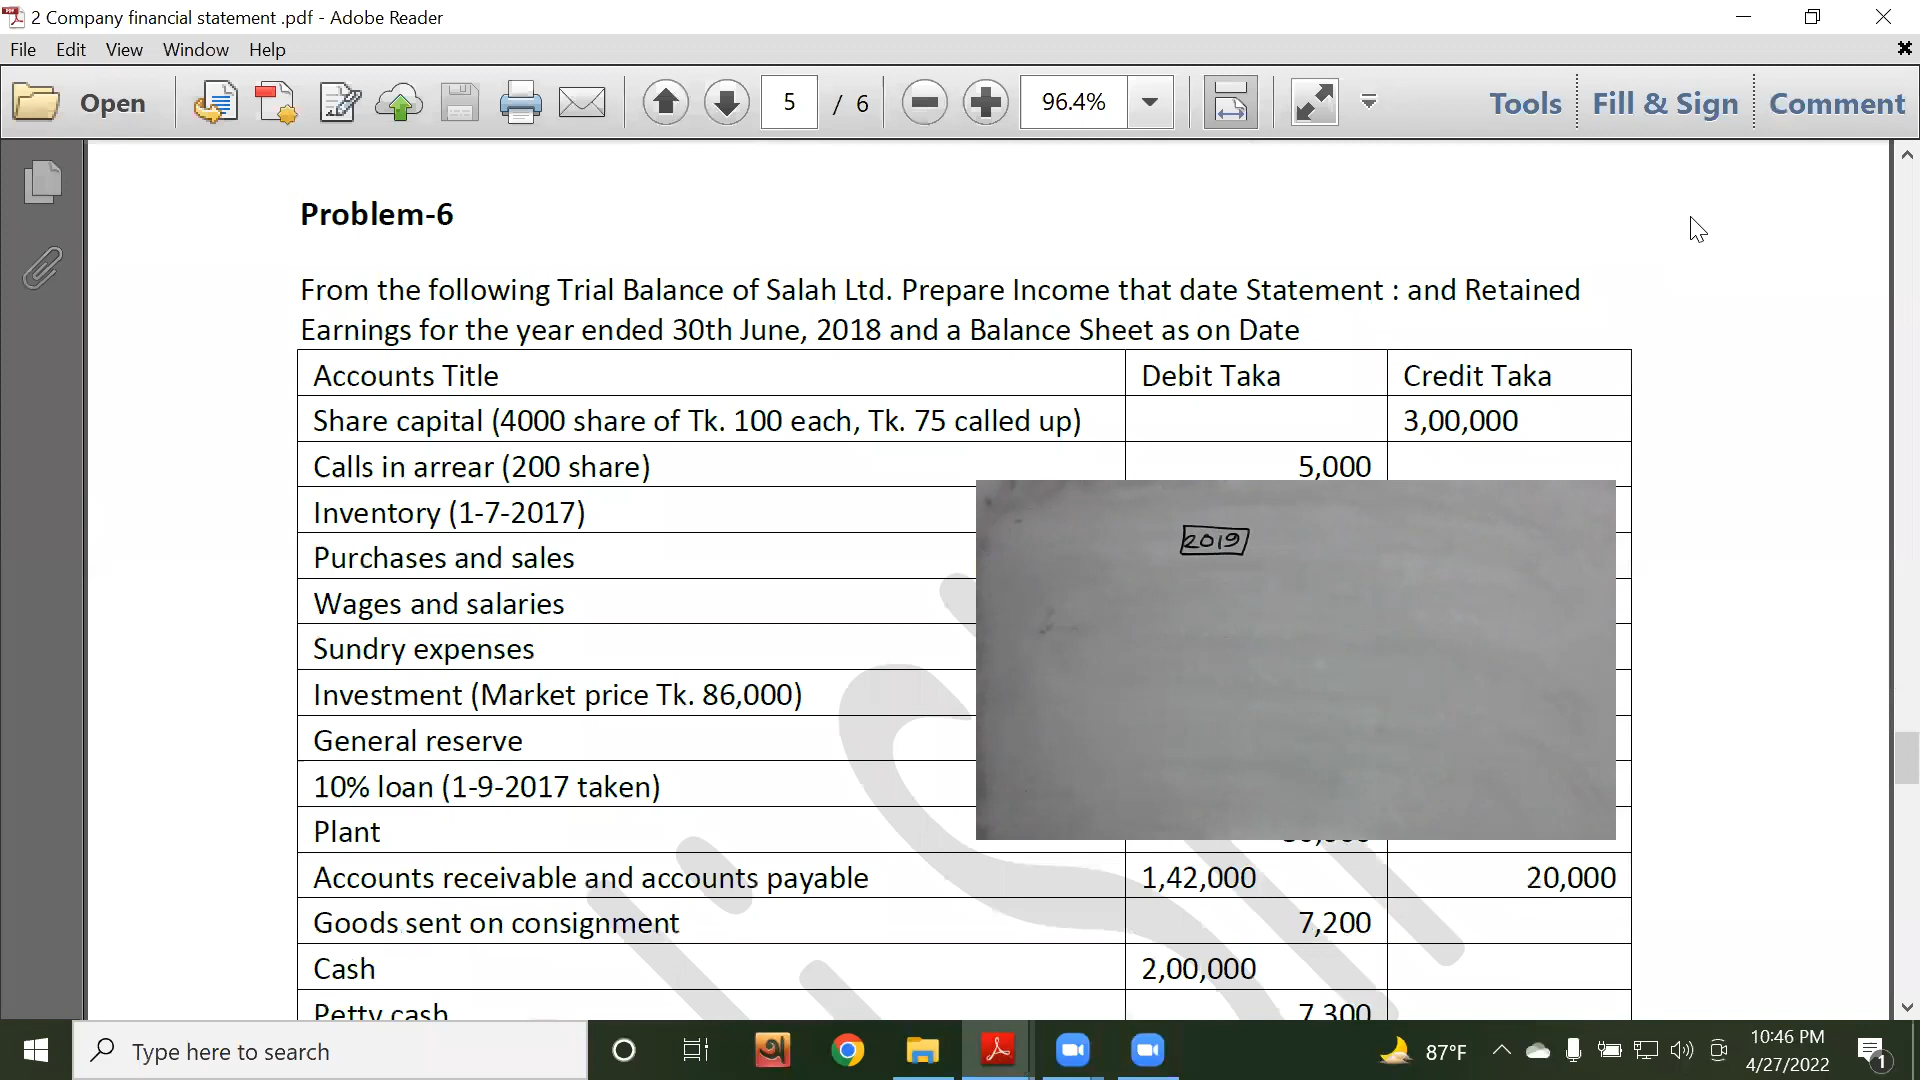 2 Company financial statement .pdf - Adobe Reader
File Edit View Window Help
Open 5 / 6 96.4% Tools Fill & Sign Comment
Problem-6
From the following Trial Balance of Salah Ltd. Prepare Income that date Statement : and Retained
Earnings for the year ended 30th June, 2018 and a Balance Sheet as on Date
Accounts Title Debit Taka Credit Taka
Share capital (4000 share of Tk. 100 each, Tk. 75 called up) 3,00,000
Calls in arrear (200 share) 5,000
Inventory (1-7-2017)
2019
Purchases and sales
Wages and salaries
Sundry expenses
Investment (Market price Tk. 86,000)
General reserve
10% loan (1-9-2017 taken)
Plant
Accounts receivable and accounts payable 1,42,000 20,000
Goods sent on consignment 7,200
Cash 2,00,000
Petty cash 7,300
Type here to search 87°F 10:46 PM
4/27/2022 1